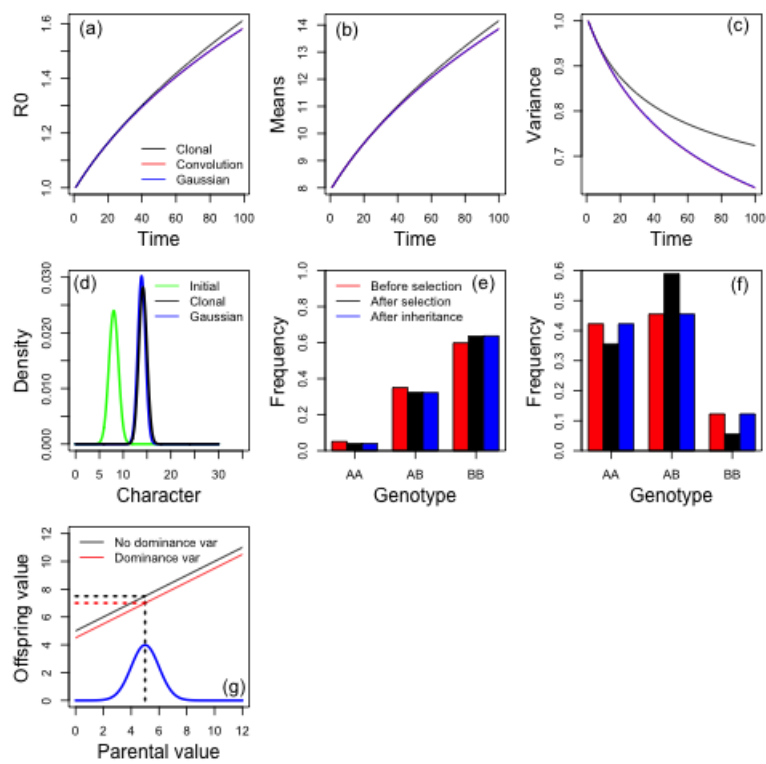 (a)
R0
1.0 1.2 1.4 1.6
Clonal
Convolution
Gaussian
0 20 40 60 80 100
Time
(b)
Means
8 9 10 11 12 13 14
0 20 40 60 80 100
Time
(c)
Variance
0.7 0.8 0.9 1.0
0 20 40 60 80 100
Time
(d)
Density
0.000 0.010 0.020 0.030
Initial
Clonal
Gaussian
0 5 10 20 30
Character
(e)
Frequency
0.0 0.2 0.4 0.6 0.8 1.0
Before selection
After selection
After inheritance
AA AB BB
Genotype
(f)
Frequency
0.0 0.1 0.2 0.3 0.4 0.5 0.6
AA AB BB
Genotype
(g)
Offspring value
0 2 4 6 8 10 12
No dominance var
Dominance var
0 2 4 6 8 10 12
Parental value